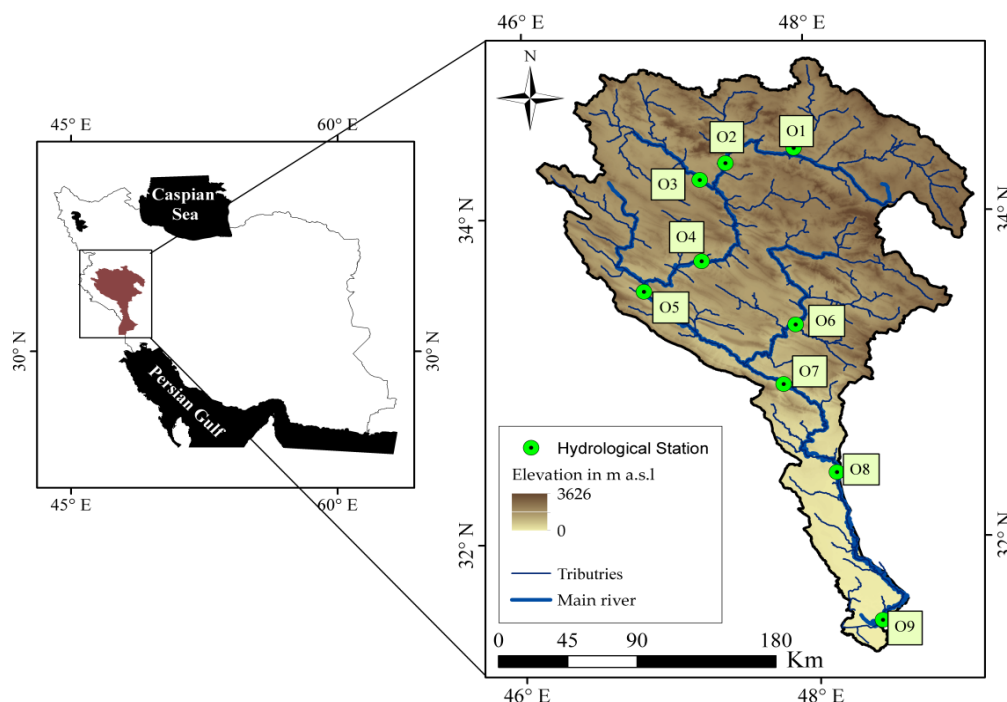 45° E
60° E
Caspian
Sea
30° N
30° N
Persian Gulf
45° E
60° E
46° E
48° E
N
O1
O2
O3
34° N
34° N
O4
O5
O6
O7
O8
32° N
32° N
O9
Hydrological Station
Elevation in m a.s.l
3626
0
Tributries
Main river
0
45
90
180
Km
46° E
48° E